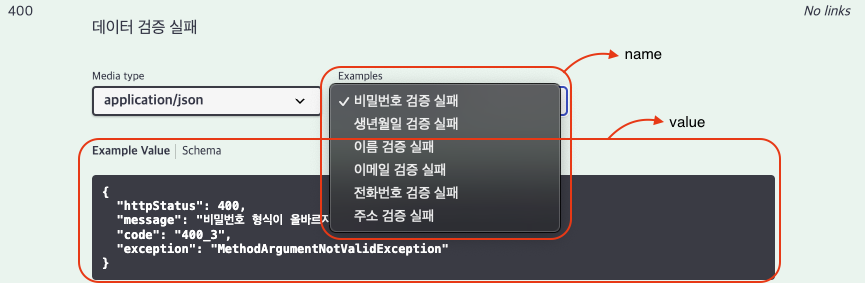 400
No links
데이터 검증 실패
name
Media type
Examples
application/json
✓ 비밀번호 검증 실패
생년월일 검증 실패
이름 검증 실패
이메일 검증 실패
전화번호 검증 실패
주소 검증 실패
value
Example Value | Schema
{
"httpStatus": 400,
"message": "비밀번호 형식이 올바르
"code": "400_3",
"exception": "MethodArgumentNotValidException"
}